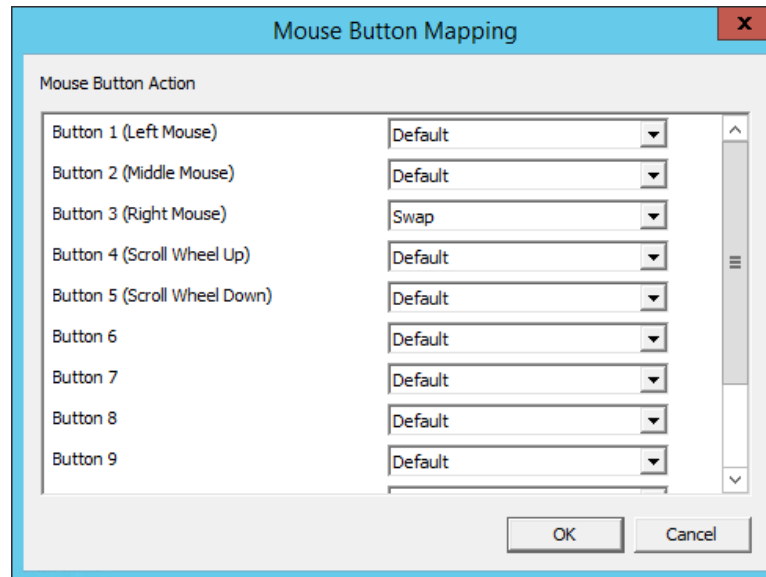 Mouse Button Mapping
x
Mouse Button Action
Button 1 (Left Mouse) Default
Button 2 (Middle Mouse) Default
Button 3 (Right Mouse) Swap
Button 4 (Scroll Wheel Up) Default
Button 5 (Scroll Wheel Down) Default
Button 6 Default
Button 7 Default
Button 8 Default
Button 9 Default
OK Cancel